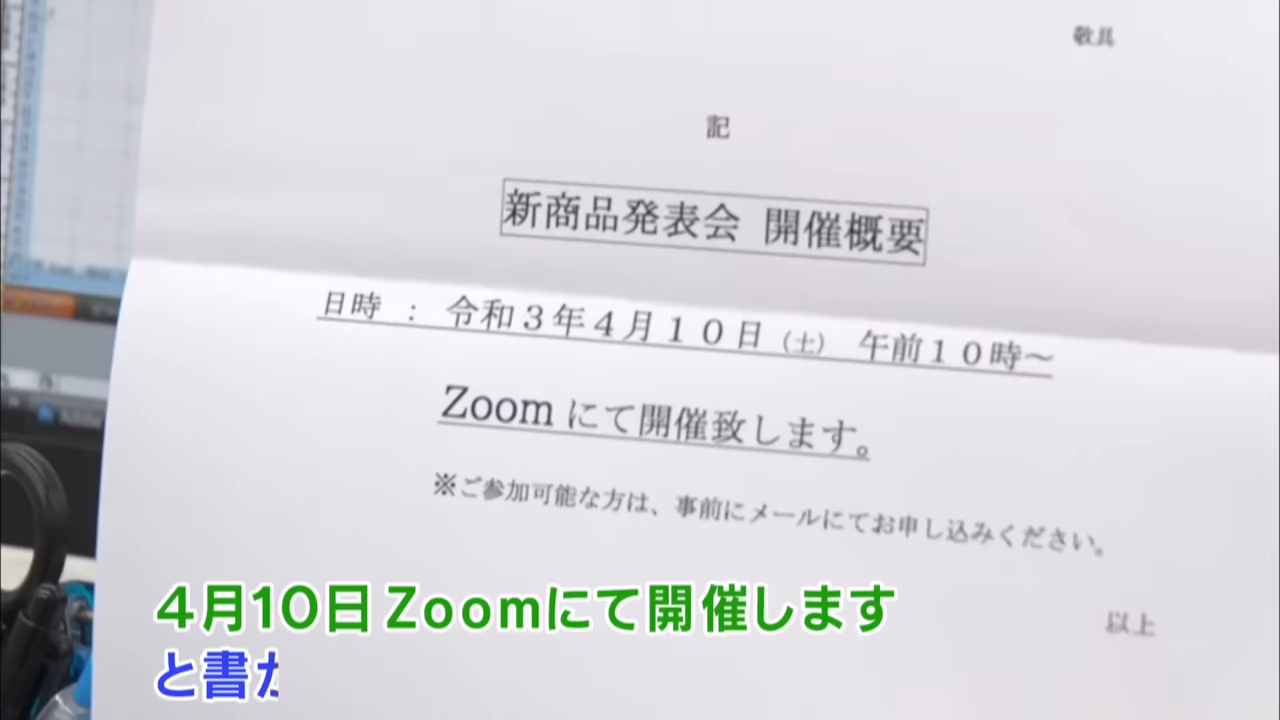 敬具
記
新商品発表会 開催概要
日時 ： 令和３年４月１０日（土） 午前１０時～
Zoom にて開催致します。
※ご参加可能な方は、事前にメールにてお申し込みください。
以上
４月１０日Ｚｏｏｍにて開催します
と書か